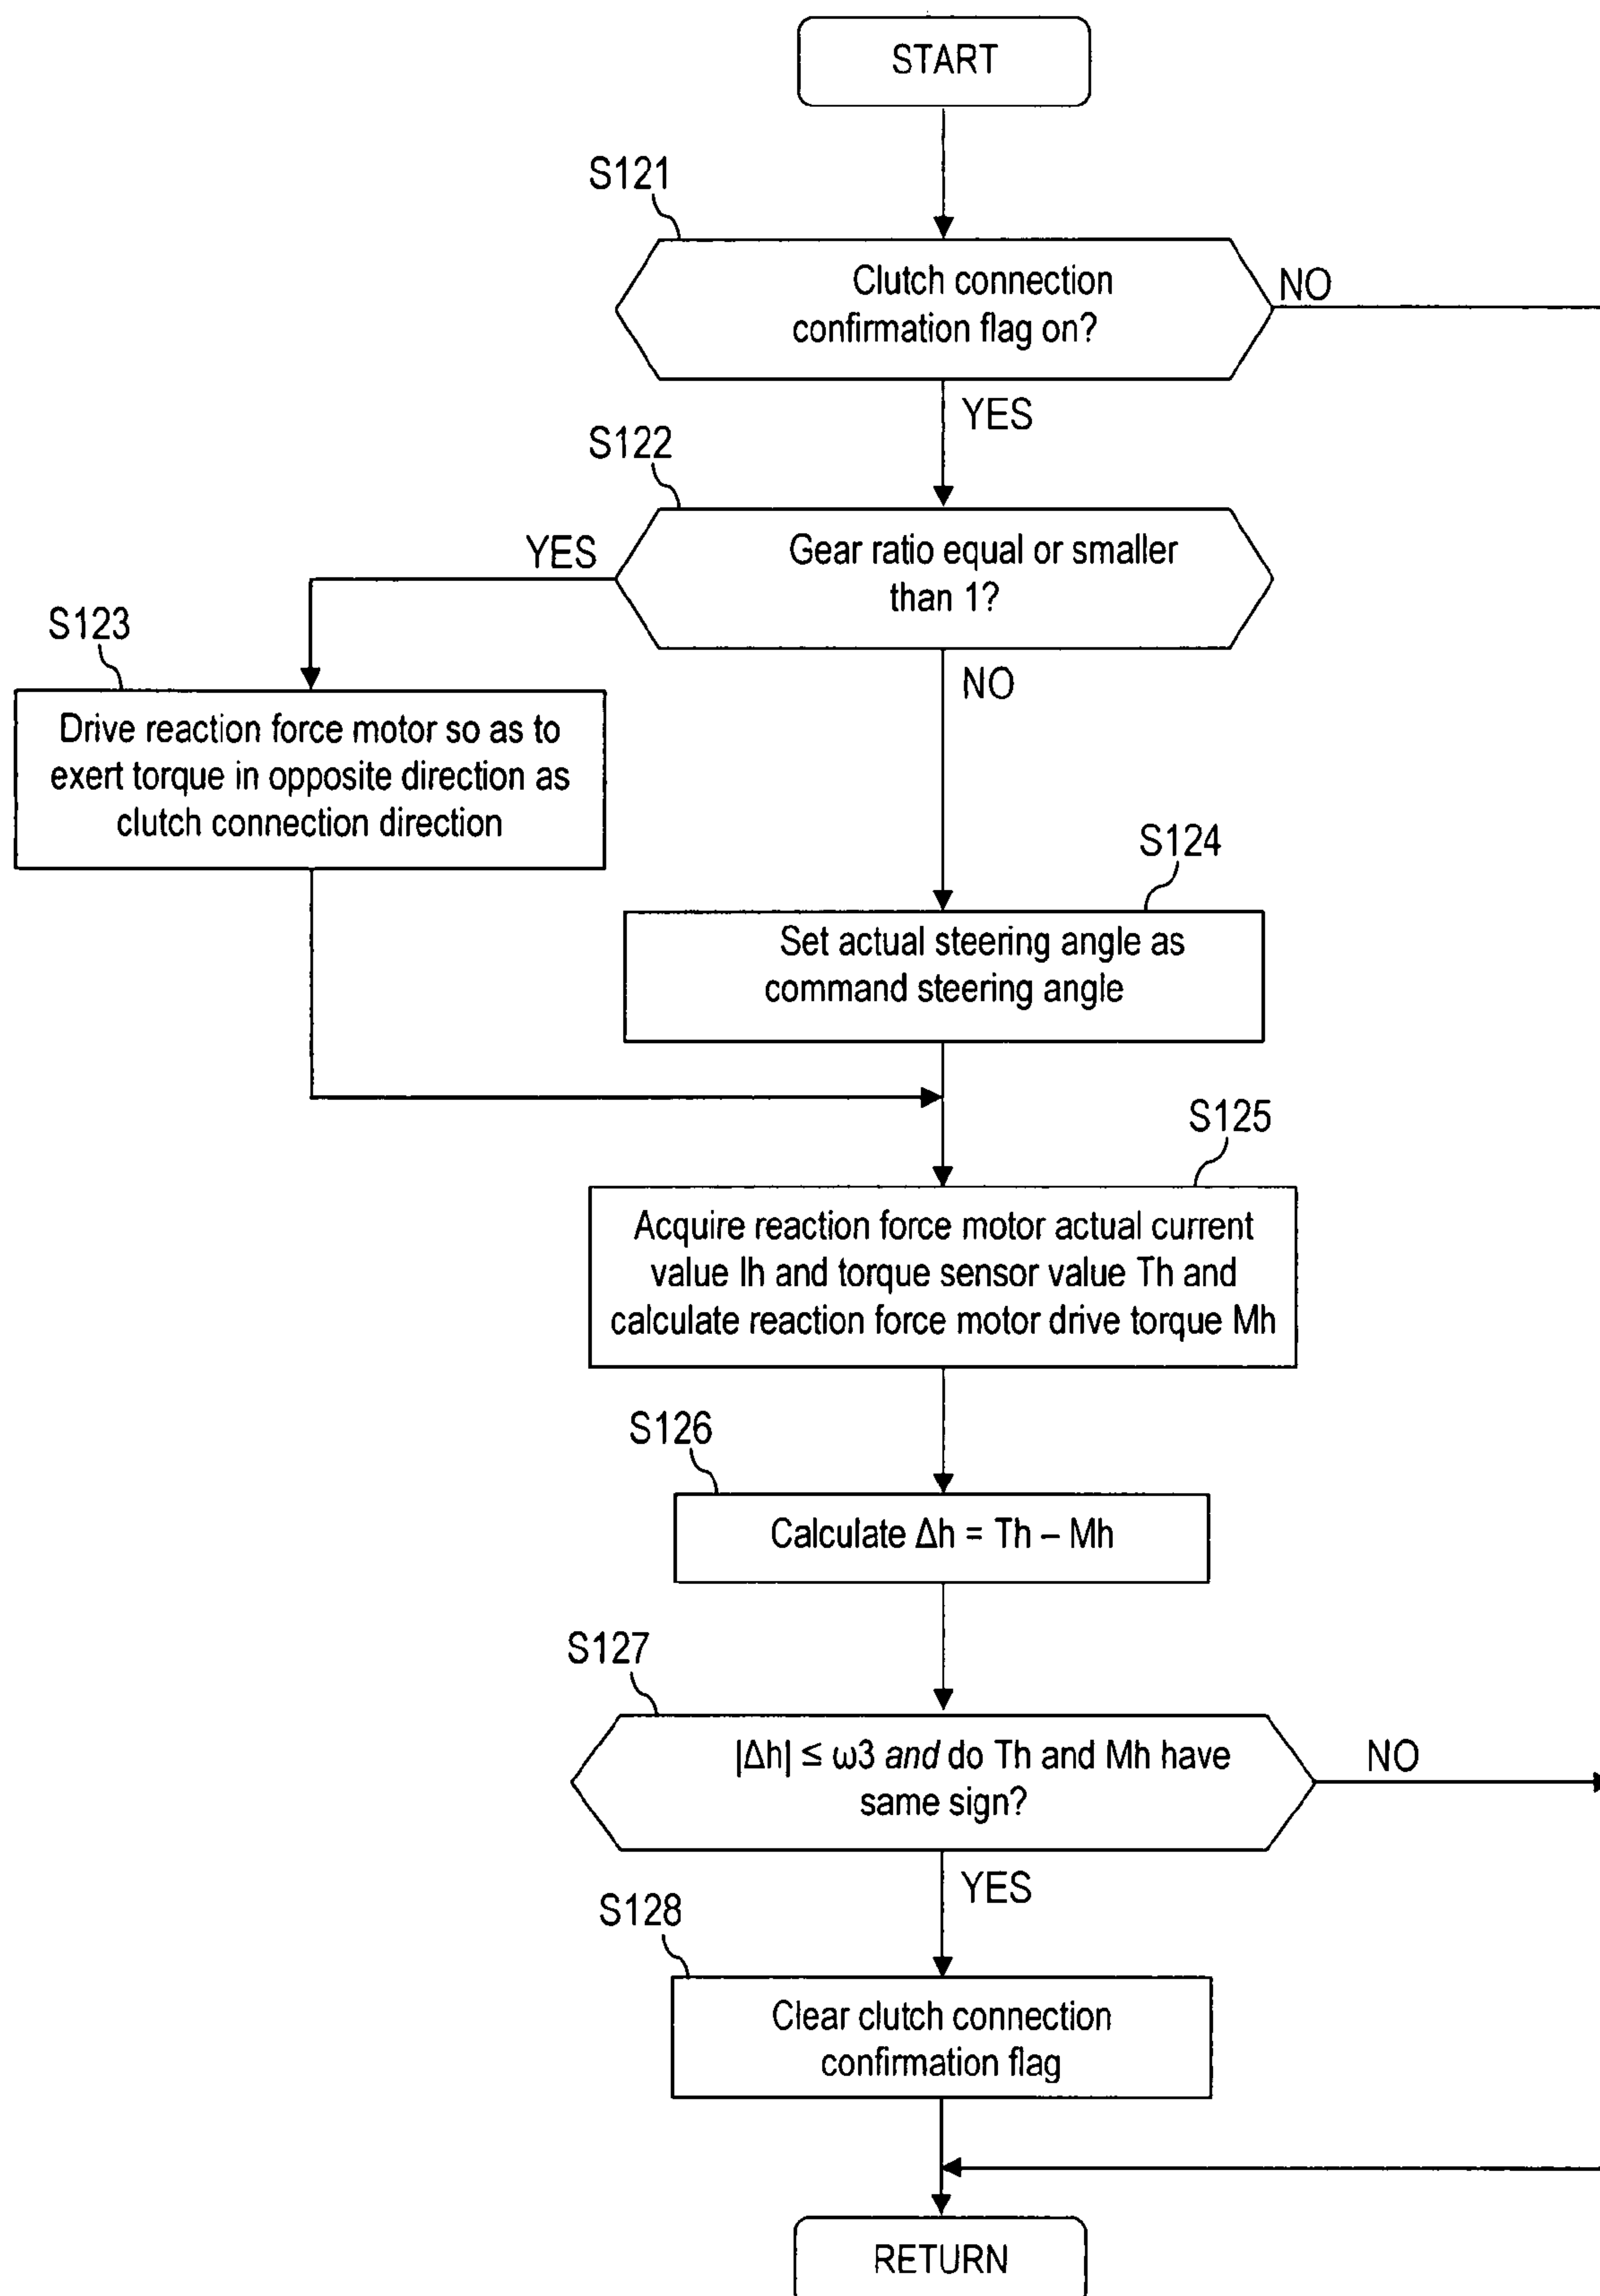 START
S121
Clutch connection
confirmation flag on?
NO
YES
S122
Gear ratio equal or smaller
than 1?
YES
NO
S123
Drive reaction force motor so as to
exert torque in opposite direction as
clutch connection direction
S124
Set actual steering angle as
command steering angle
S125
Acquire reaction force motor actual current
value Ih and torque sensor value Th and
calculate reaction force motor drive torque Mh
S126
Calculate Δh = Th – Mh
S127
|Δh| ≤ ω3 and do Th and Mh have
same sign?
NO
YES
S128
Clear clutch connection
confirmation flag
RETURN